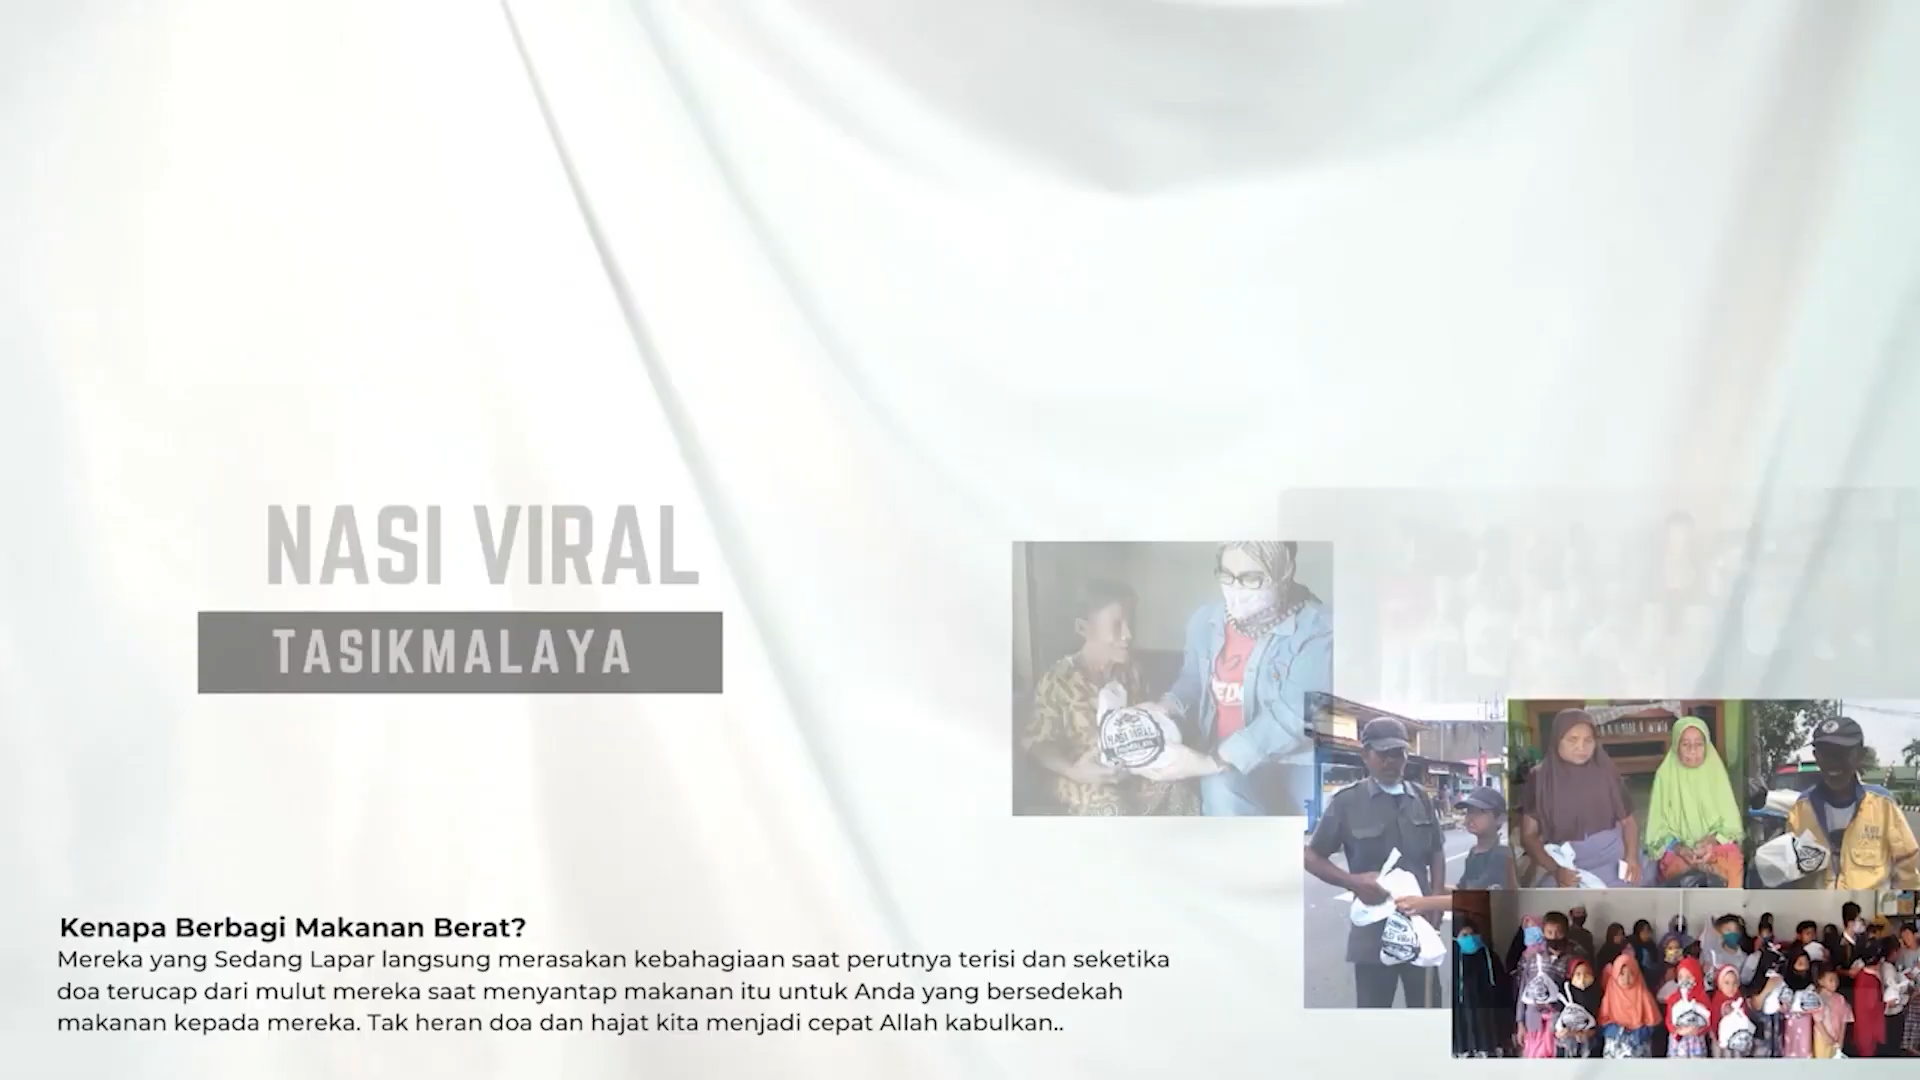 NASI VIRAL
TASIKMALAYA
NASI VIRAL
Kenapa Berbagi Makanan Berat?
Mereka yang Sedang Lapar langsung merasakan kebahagiaan saat perutnya terisi dan seketika
doa terucap dari mulut mereka saat menyantap makanan itu untuk Anda yang bersedekah
makanan kepada mereka. Tak heran doa dan hajat kita menjadi cepat Allah kabulkan..